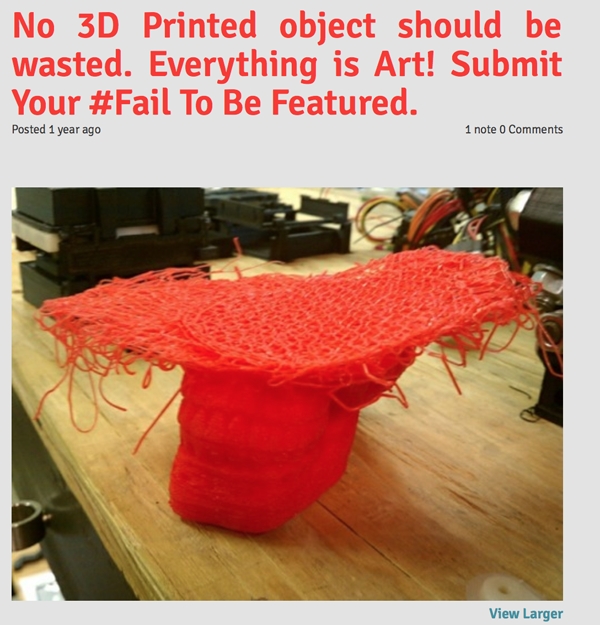 No 3D Printed object should be
wasted. Everything is Art! Submit
Your #Fail To Be Featured.
Posted 1 year ago
1 note 0 Comments
View Larger